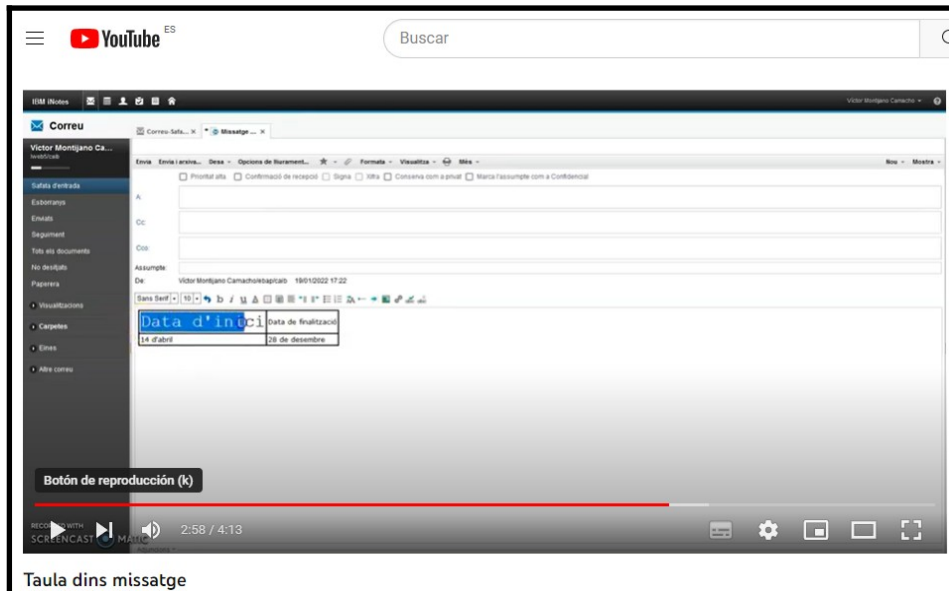 YouTube ES
Buscar
IBM iNotes
Víctor Montijano Camacho
Correu
Correu-Safa... X
Missatge ... X
Víctor Montijano Ca...
Envia Envia i arxiva... Desa Opcions de lliurament... Formata Visualitza Més
Nou Mostra
Prioritat alta Confirmació de recepció Signa Xifra Conserva com a privat Marca l'assumpte com a Confidencial
Safata d'entrada
Esborranys
Enviats
Seguiment
Tots els documents
No desitjats
Paperera
Visualitzacions
Carpetes
Eines
Altre correu
A:
Cc:
Cco:
Assumpte:
De: Víctor Montijano Camacho/ebap/caib 19/01/2022 17:22
Sans Serif 10
Data d'inici Data de finalització
14 d'abril 28 de desembre
Botón de reproducción (k)
2:58 / 4:13
RECORDED WITH
SCREENCAST MATIC
Taula dins missatge